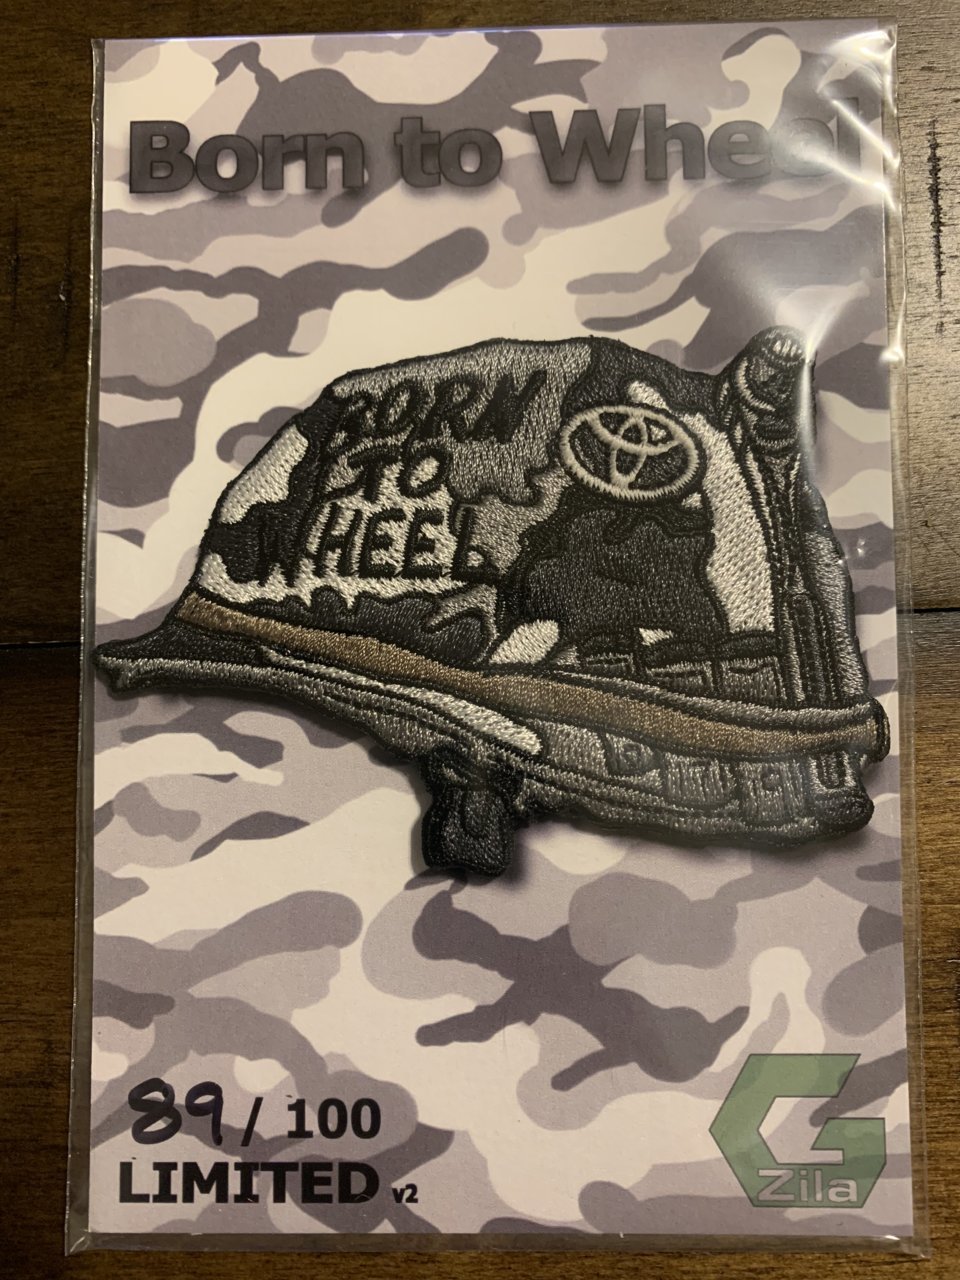 Born to Wheel
BORN
TO
WHEEL
89 / 100
LIMITED v2
G
Zila